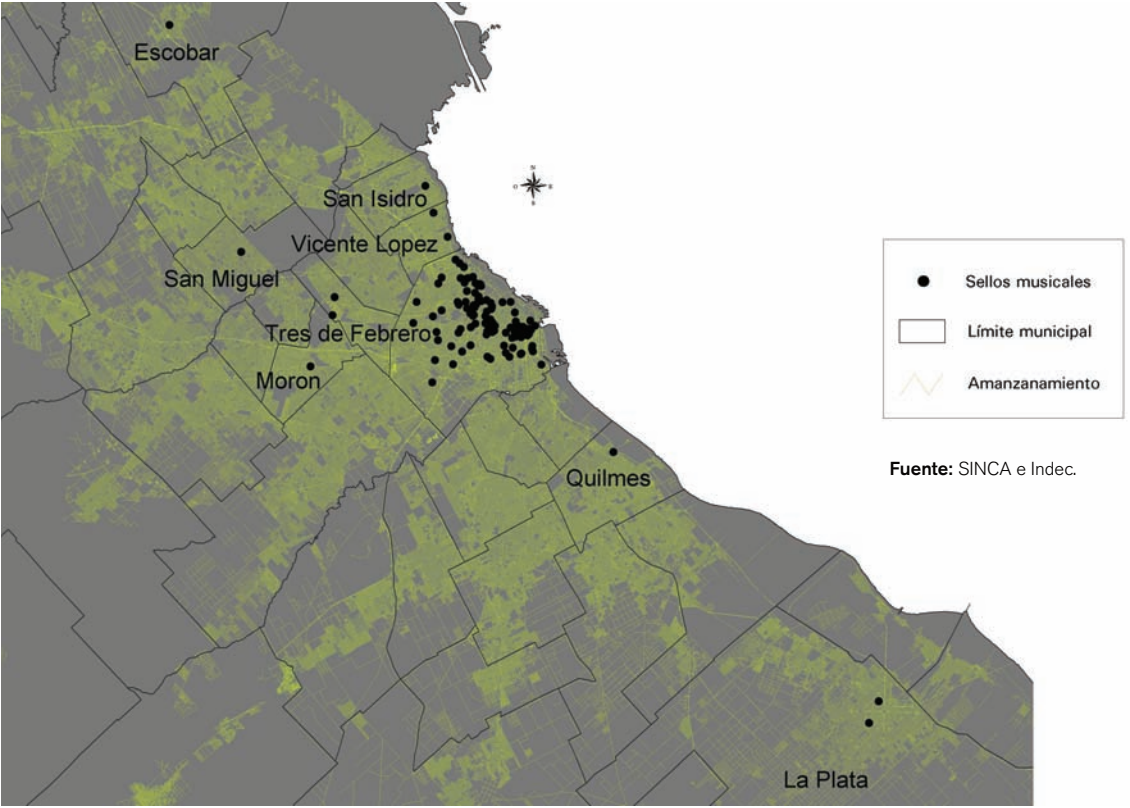 Escobar
N
O
E
S
San Isidro
Vicente Lopez
San Miguel
Tres de Febrero
Moron
Quilmes
La Plata
Sellos musicales
Límite municipal
Amanzanamiento
Fuente: SINCA e Indec.